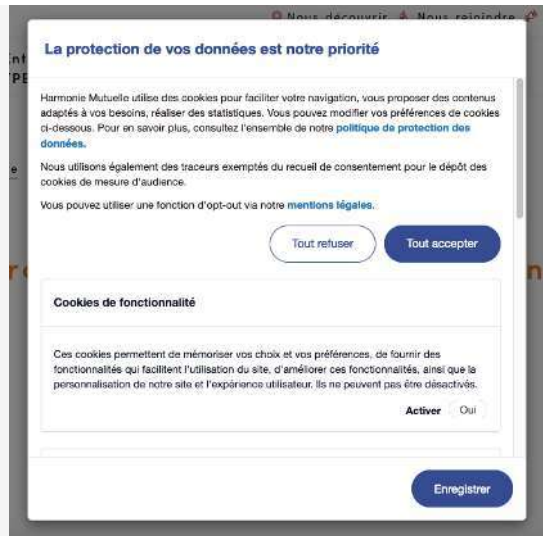 Nous découvrir Nous rejoindre
La protection de vos données est notre priorité
Harmonie Mutuelle utilise des cookies pour faciliter votre navigation, vous proposer des contenus
adaptés à vos besoins, réaliser des statistiques. Vous pouvez modifier vos préférences de cookies
ci-dessous. Pour en savoir plus, consultez l'ensemble de notre politique de protection des
données.
Nous utilisons également des traceurs exemptés du recueil de consentement pour le dépôt des
cookies de mesure d'audience.
Vous pouvez utiliser une fonction d'opt-out via notre mentions légales.
Tout refuser Tout accepter
Cookies de fonctionnalité
Ces cookies permettent de mémoriser vos choix et vos préférences, de fournir des
fonctionnalités qui facilitent l'utilisation du site, d'améliorer ces fonctionnalités, ainsi que la
personnalisation de notre site et l'expérience utilisateur. Ils ne peuvent pas être désactivés.
Activer Oui
Enregistrer